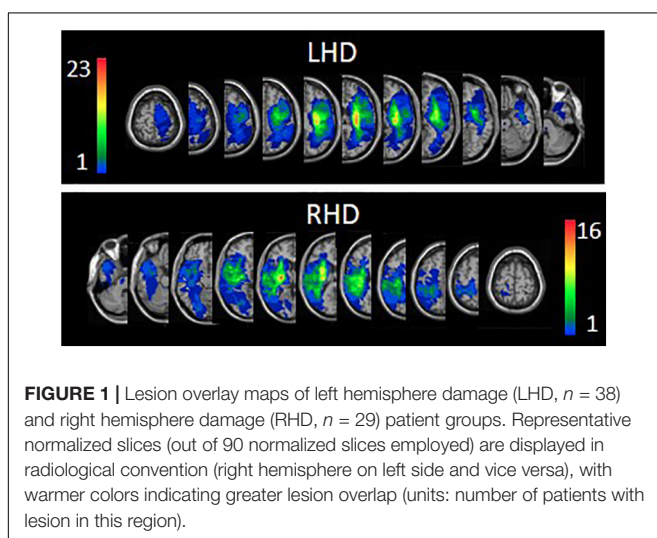 LHD
23
1
RHD
16
1
FIGURE 1 | Lesion overlay maps of left hemisphere damage (LHD, n = 38)
and right hemisphere damage (RHD, n = 29) patient groups. Representative
normalized slices (out of 90 normalized slices employed) are displayed in
radiological convention (right hemisphere on left side and vice versa), with
warmer colors indicating greater lesion overlap (units: number of patients with
lesion in this region).